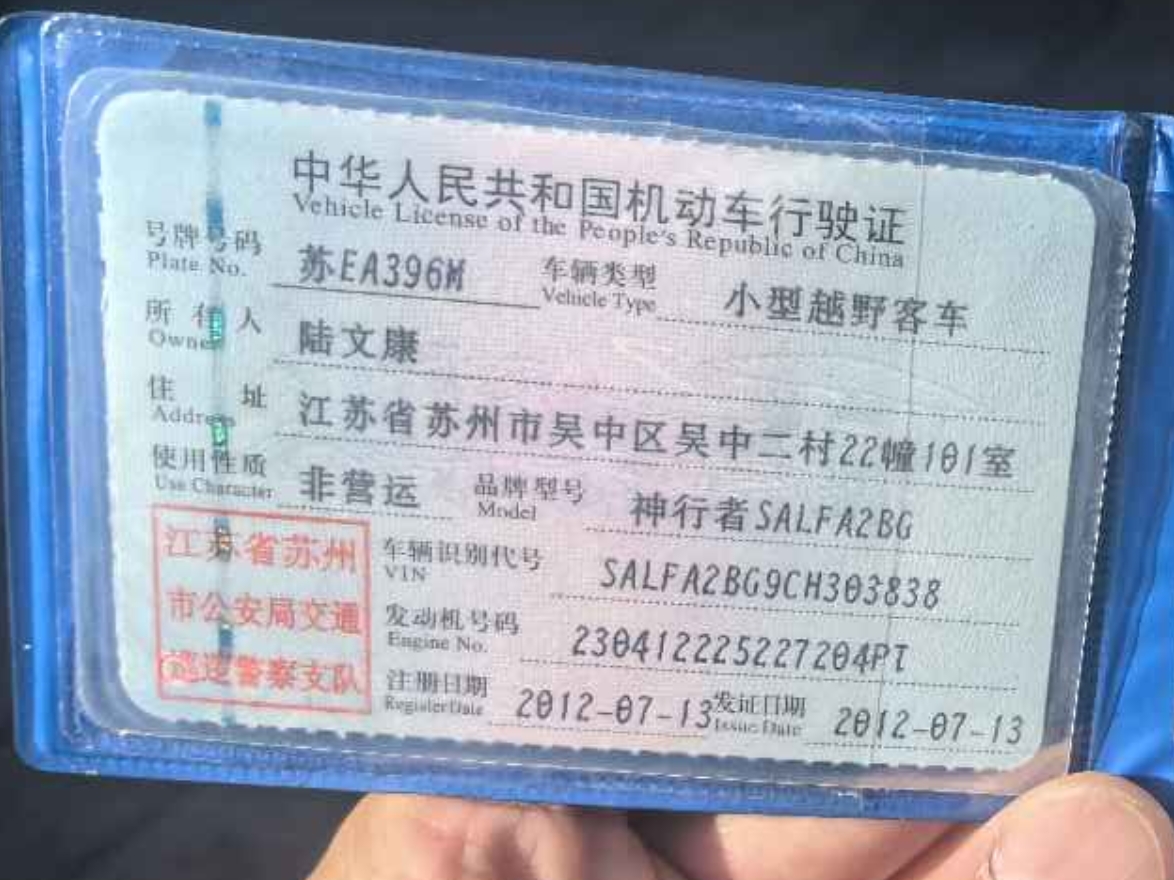 中华人民共和国机动车行驶证
Vehicle License of the People's Republic of China
号牌号码 苏EA396M 车辆类型 小型越野客车
Plate No. Vehicle Type
所有人 陆文康
Owner
住址 江苏省苏州市吴中区吴中二村22幢101室
Address
使用性质 非营运 品牌型号 神行者SALFA2BG
Use Character Model
江苏省苏州
市公安局交通
巡逻警察支队
车辆识别代号 SALFA2BG9CH303838
VIN
发动机号码 230412225227204PT
Engine No.
注册日期 2012-07-13 发证日期 2012-07-13
Register Date Issue Date